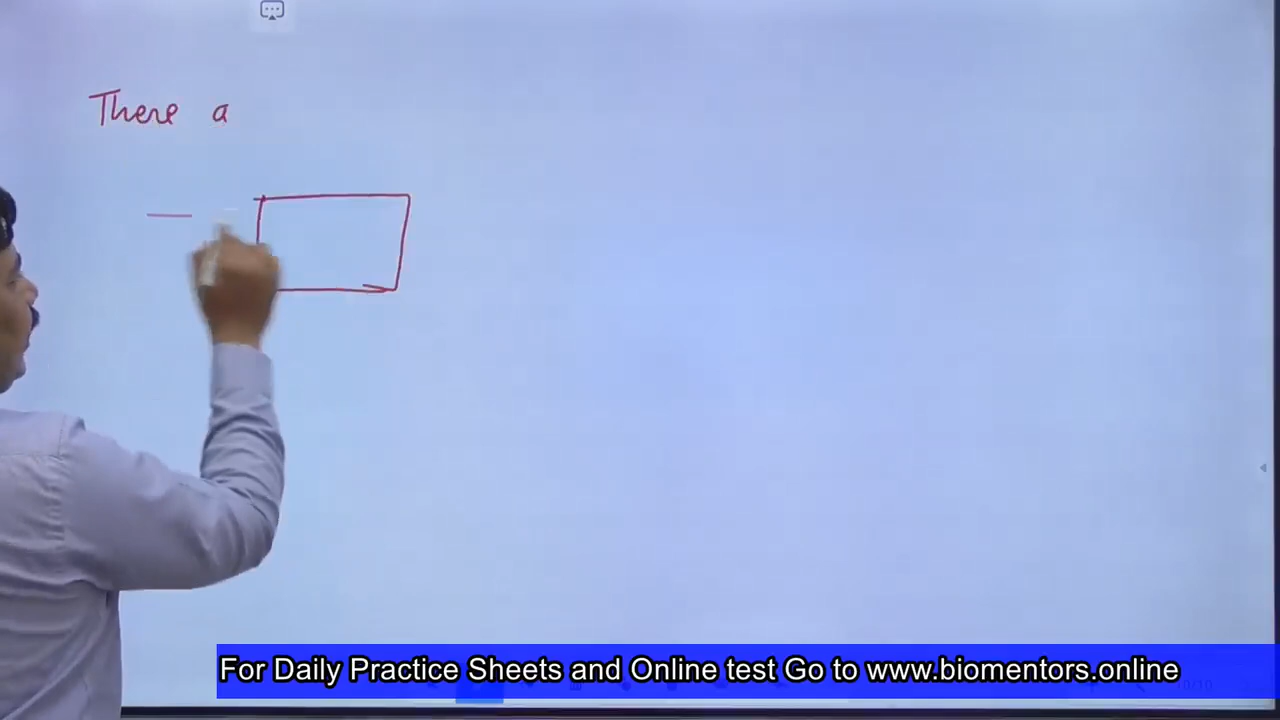 There a
For Daily Practice Sheets and Online test Go to www.biomentors.online